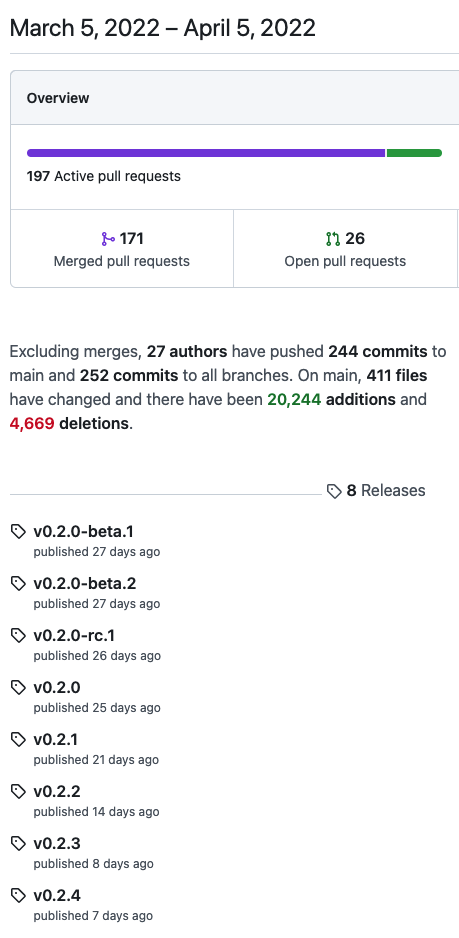 March 5, 2022 – April 5, 2022
Overview
197 Active pull requests
171
Merged pull requests
26
Open pull requests
Excluding merges, 27 authors have pushed 244 commits to
main and 252 commits to all branches. On main, 411 files
have changed and there have been 20,244 additions and
4,669 deletions.
8 Releases
v0.2.0-beta.1
published 27 days ago
v0.2.0-beta.2
published 27 days ago
v0.2.0-rc.1
published 26 days ago
v0.2.0
published 25 days ago
v0.2.1
published 21 days ago
v0.2.2
published 14 days ago
v0.2.3
published 8 days ago
v0.2.4
published 7 days ago